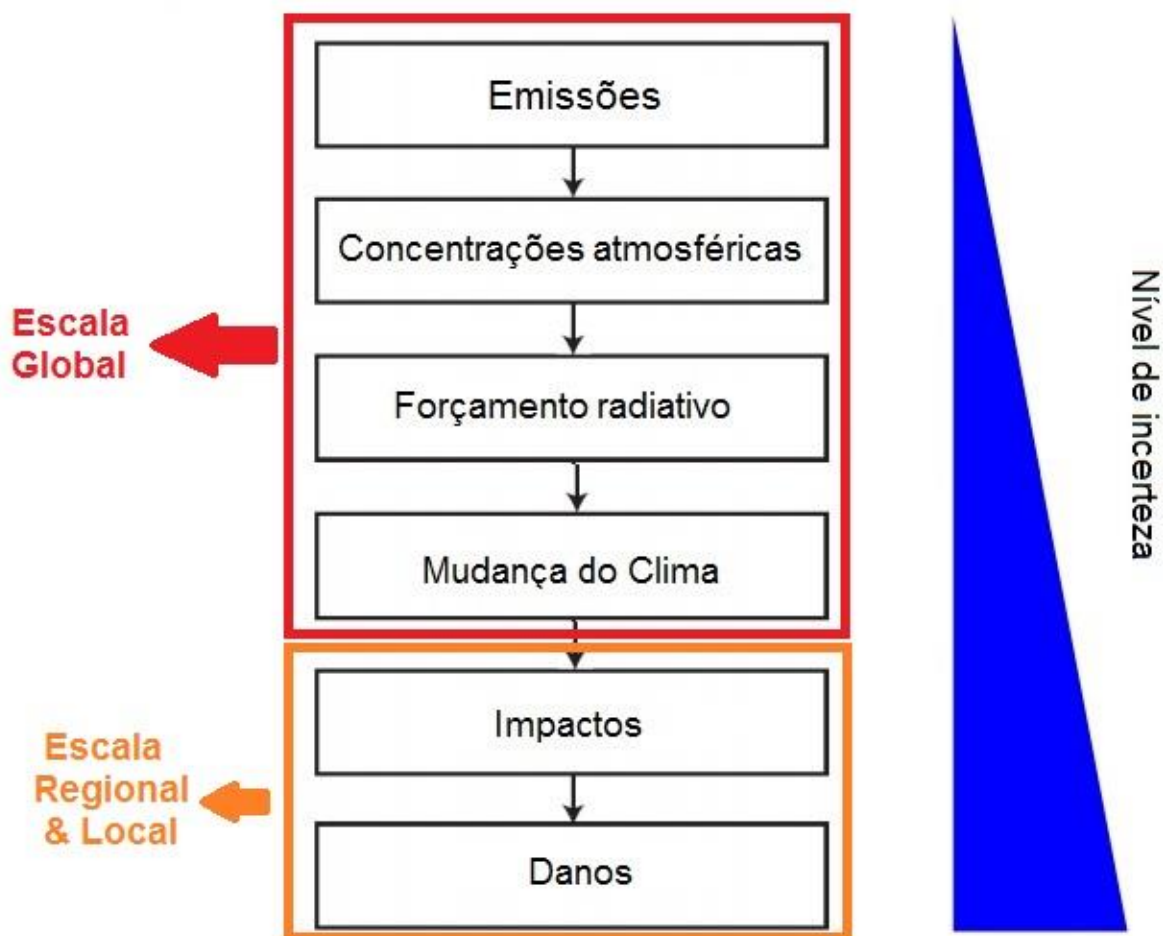 Emissões
Concentrações atmosféricas
Escala
Global
Forçamento radiativo
Mudança do Clima
Impactos
Escala
Regional
& Local
Danos
Nível de incerteza